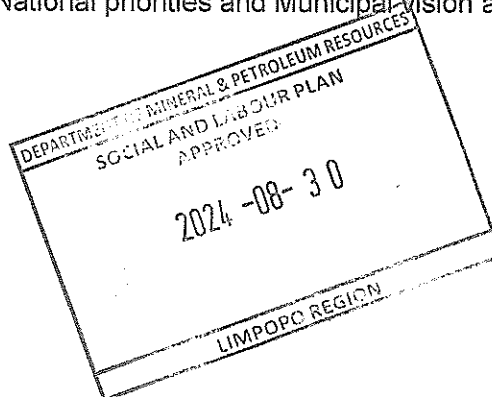 National priorities and Municipal vision a
DEPARTMENT OF MINERAL & PETROLEUM RESOURCES
SOCIAL AND LABOUR PLAN
APPROVED
2024 -08- 30
LIMPOPO REGION